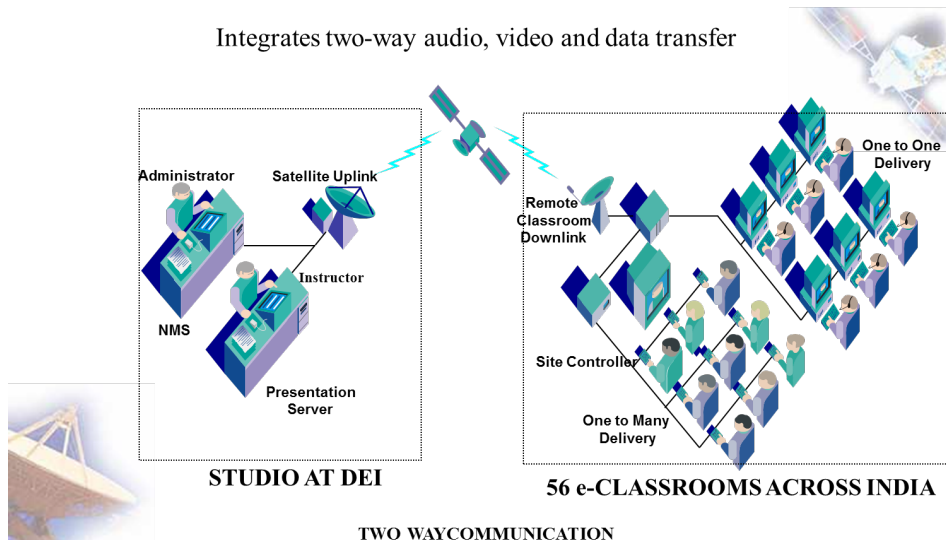 Integrates two-way audio, video and data transfer
Administrator
Satellite Uplink
Instructor
NMS
Presentation
Server
STUDIO AT DEI
Remote
Classroom
Downlink
One to One
Delivery
Site Controller
One to Many
Delivery
56 e-CLASSROOMS ACROSS INDIA
TWO WAYCOMMUNICATION